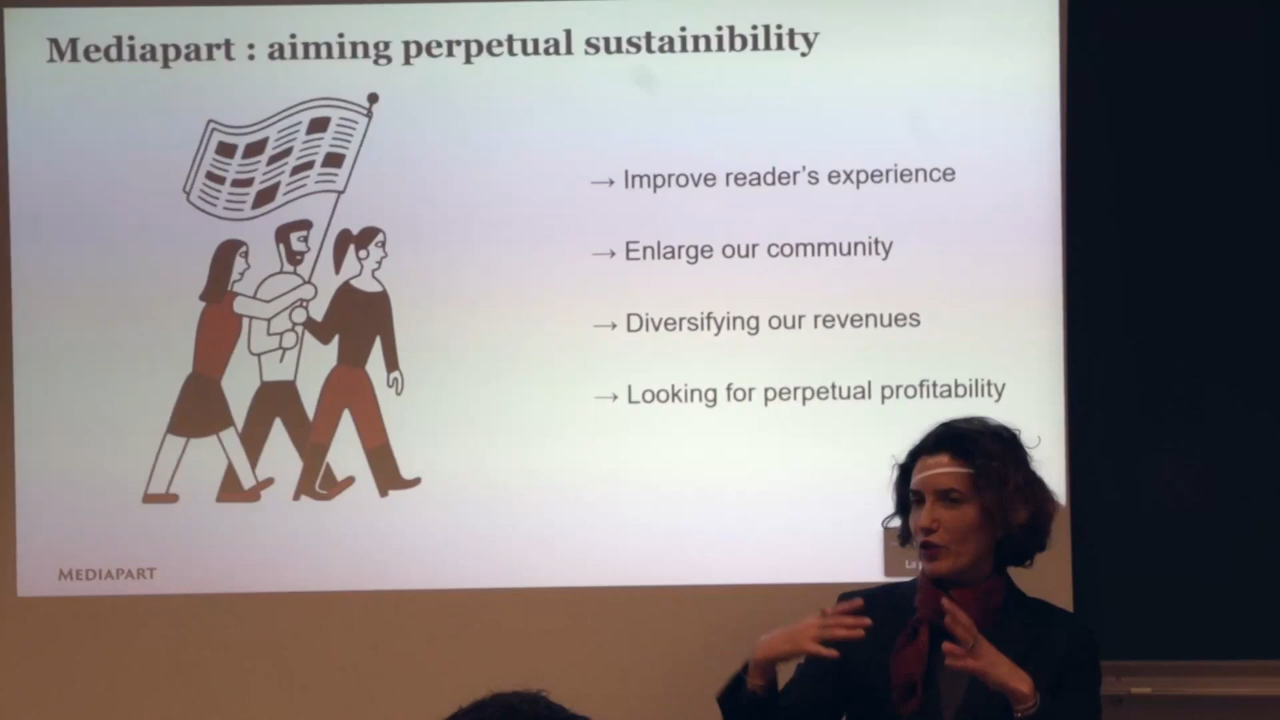 Mediapart : aiming perpetual sustainibility
→ Improve reader's experience
→ Enlarge our community
→ Diversifying our revenues
→ Looking for perpetual profitability
MEDIAPART